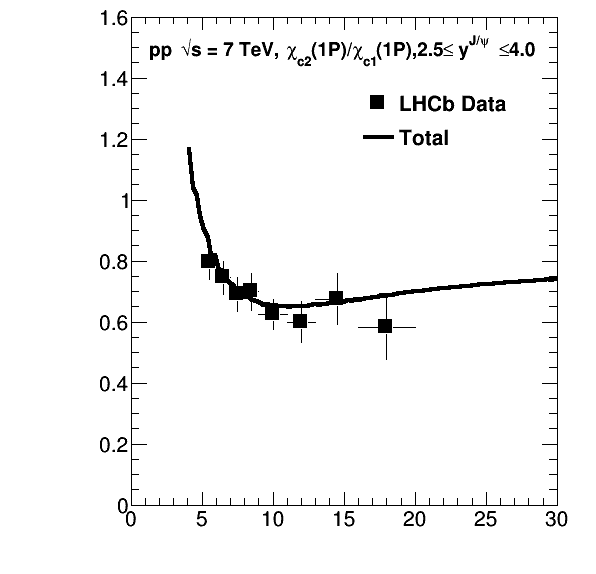 1.6
pp √s = 7 TeV, χc2(1P)/χc1(1P),2.5≤ y^J/ψ ≤4.0
1.4
LHCb Data
1.2
Total
1
0.8
0.6
0.4
0.2
0
0 5 10 15 20 25 30